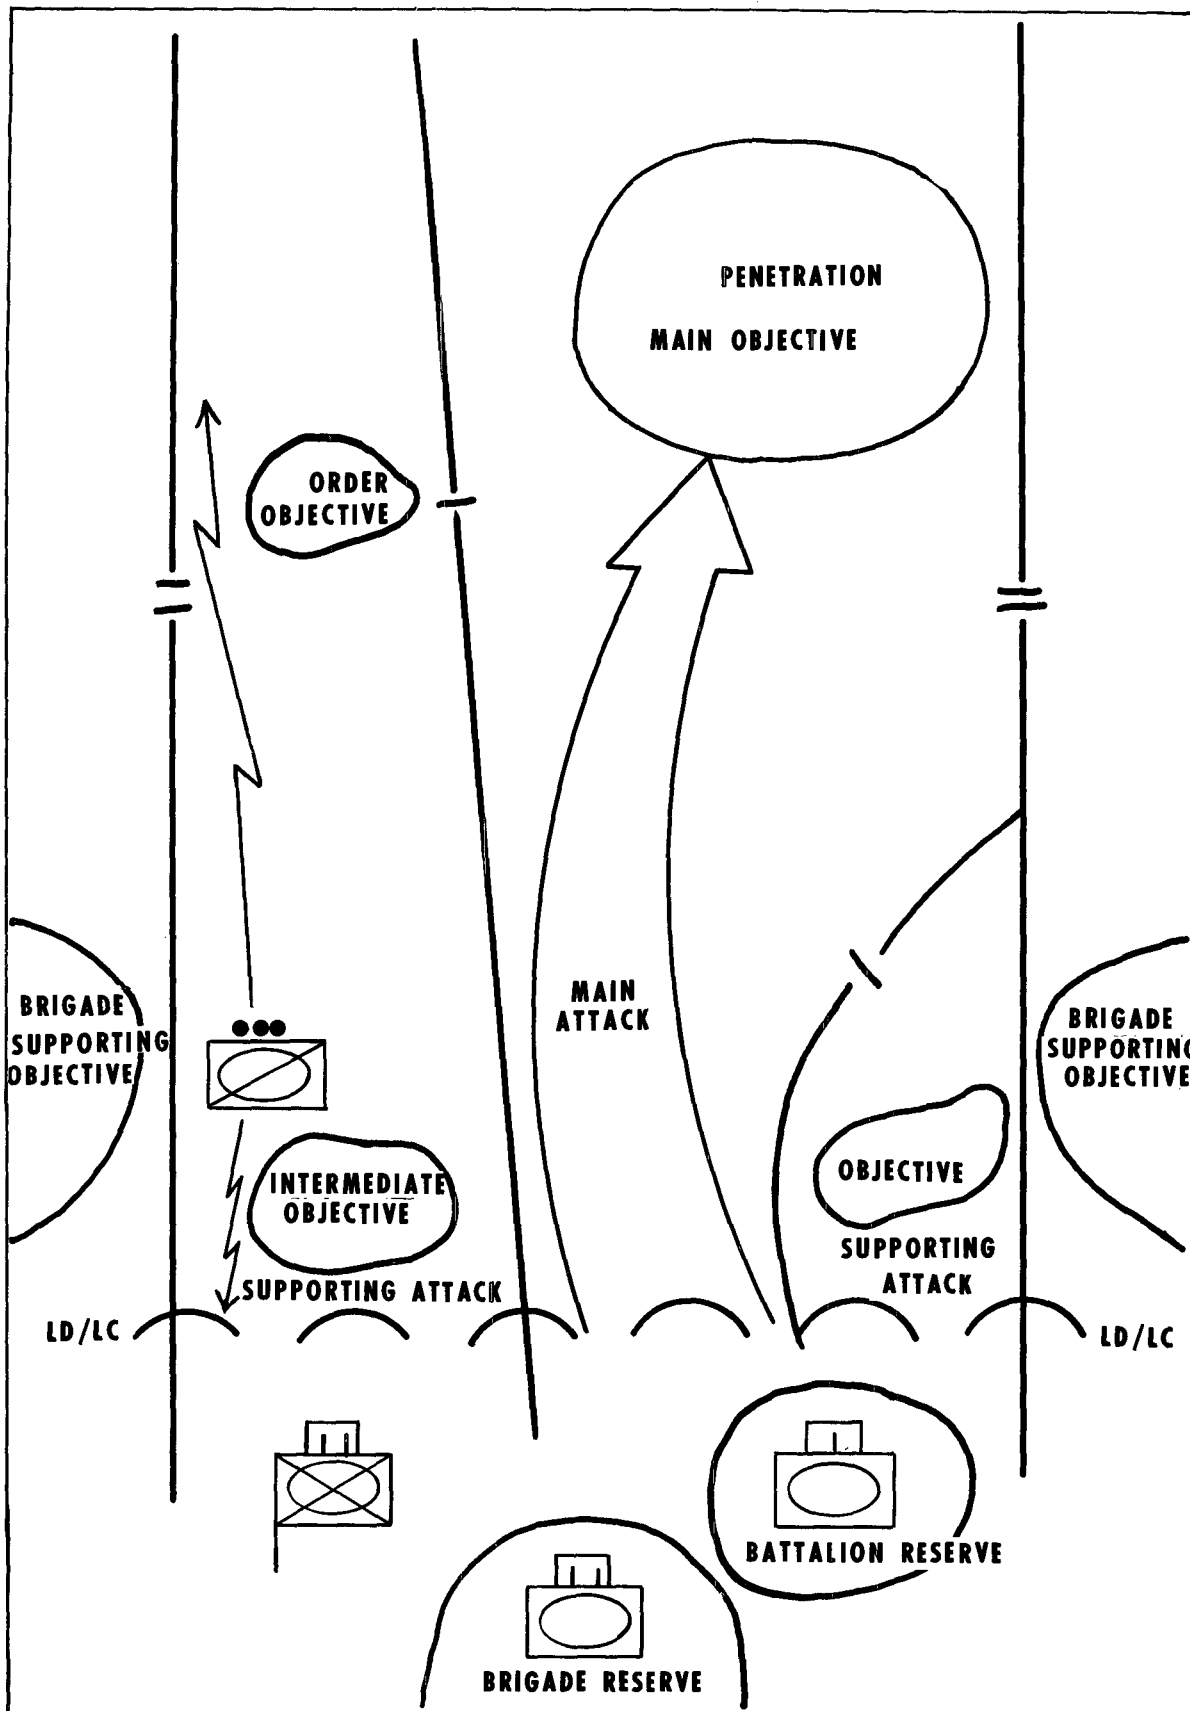 PENETRATION
MAIN OBJECTIVE
ORDER
OBJECTIVE
MAIN
ATTACK
BRIGADE
SUPPORTING
OBJECTIVE
BRIGADE
SUPPORTING
OBJECTIVE
INTERMEDIATE
OBJECTIVE
OBJECTIVE
SUPPORTING ATTACK
SUPPORTING
ATTACK
LD/LC
LD/LC
BATTALION RESERVE
BRIGADE RESERVE